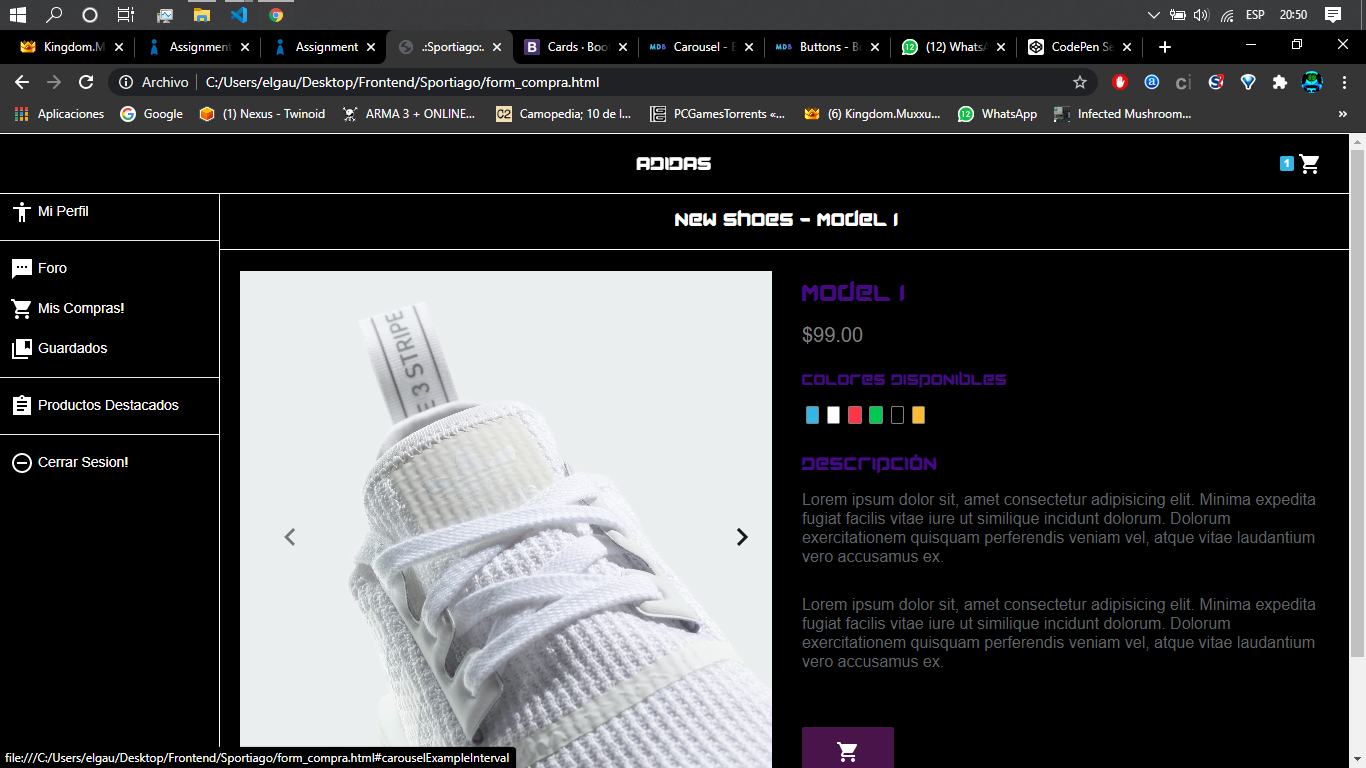 ESP
20:50
Kingdom.M
Assignment
Assignment
.:Sportiago:.
Cards · Boo
Carousel - B
Buttons - Bo
(12) WhatsA
CodePen Se
Archivo
C:/Users/elgau/Desktop/Frontend/Sportiago/form_compra.html
Aplicaciones
Google
(1) Nexus - Twinoid
ARMA 3 + ONLINE...
Camopedia; 10 de l...
PCGamesTorrents «...
(6) Kingdom.Muxxu...
WhatsApp
Infected Mushroom...
»
ADIDAS
1
Mi Perfil
New Shoes - Model 1
Foro
Mis Compras!
Guardados
Productos Destacados
Cerrar Sesion!
E 3 STRIPE
Model 1
$99.00
Colores Disponibles
Descripción
Lorem ipsum dolor sit, amet consectetur adipisicing elit. Minima expedita
fugiat facilis vitae iure ut similique incidunt dolorum. Dolorum
exercitationem quisquam perferendis veniam vel, atque vitae laudantium
vero accusamus ex.
Lorem ipsum dolor sit, amet consectetur adipisicing elit. Minima expedita
fugiat facilis vitae iure ut similique incidunt dolorum. Dolorum
exercitationem quisquam perferendis veniam vel, atque vitae laudantium
vero accusamus ex.
file:///C:/Users/elgau/Desktop/Frontend/Sportiago/form_compra.html#carouselExampleInterval